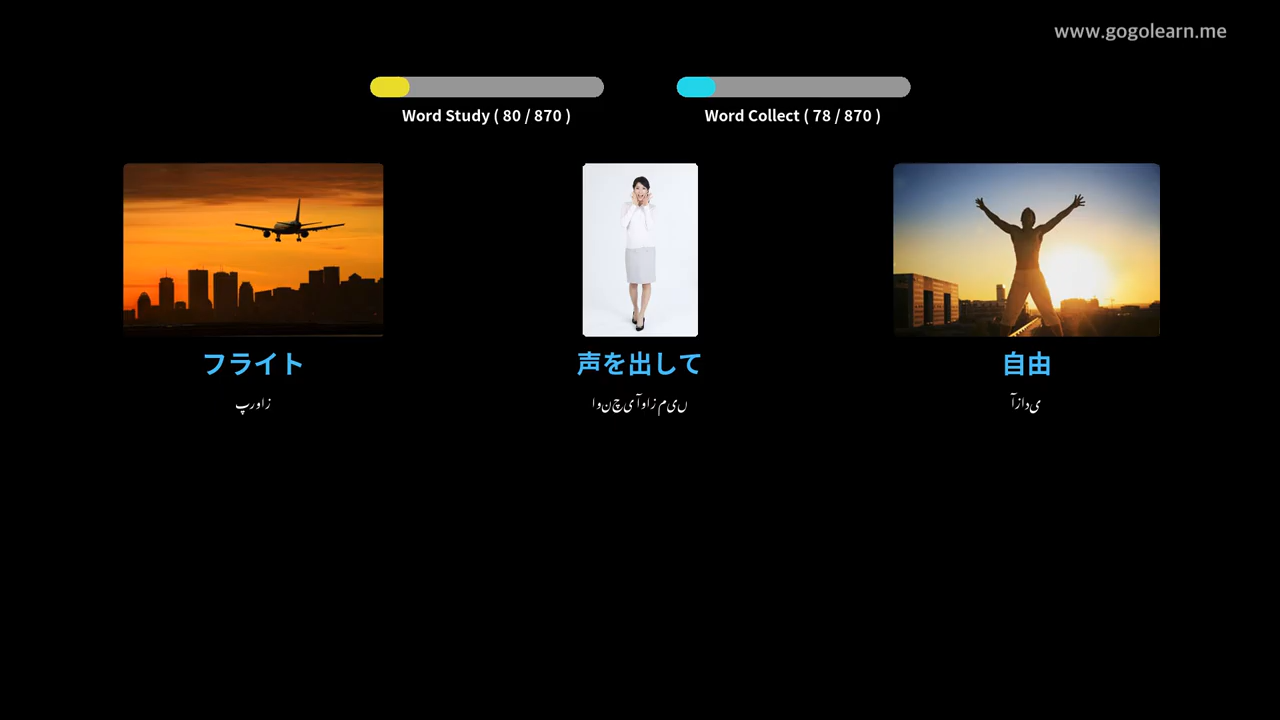 www.gogolearn.me
Word Study ( 80 / 870 )
Word Collect ( 78 / 870 )
フライト
پرواز
声を出して
اونچی آواز میں
自由
آزادی